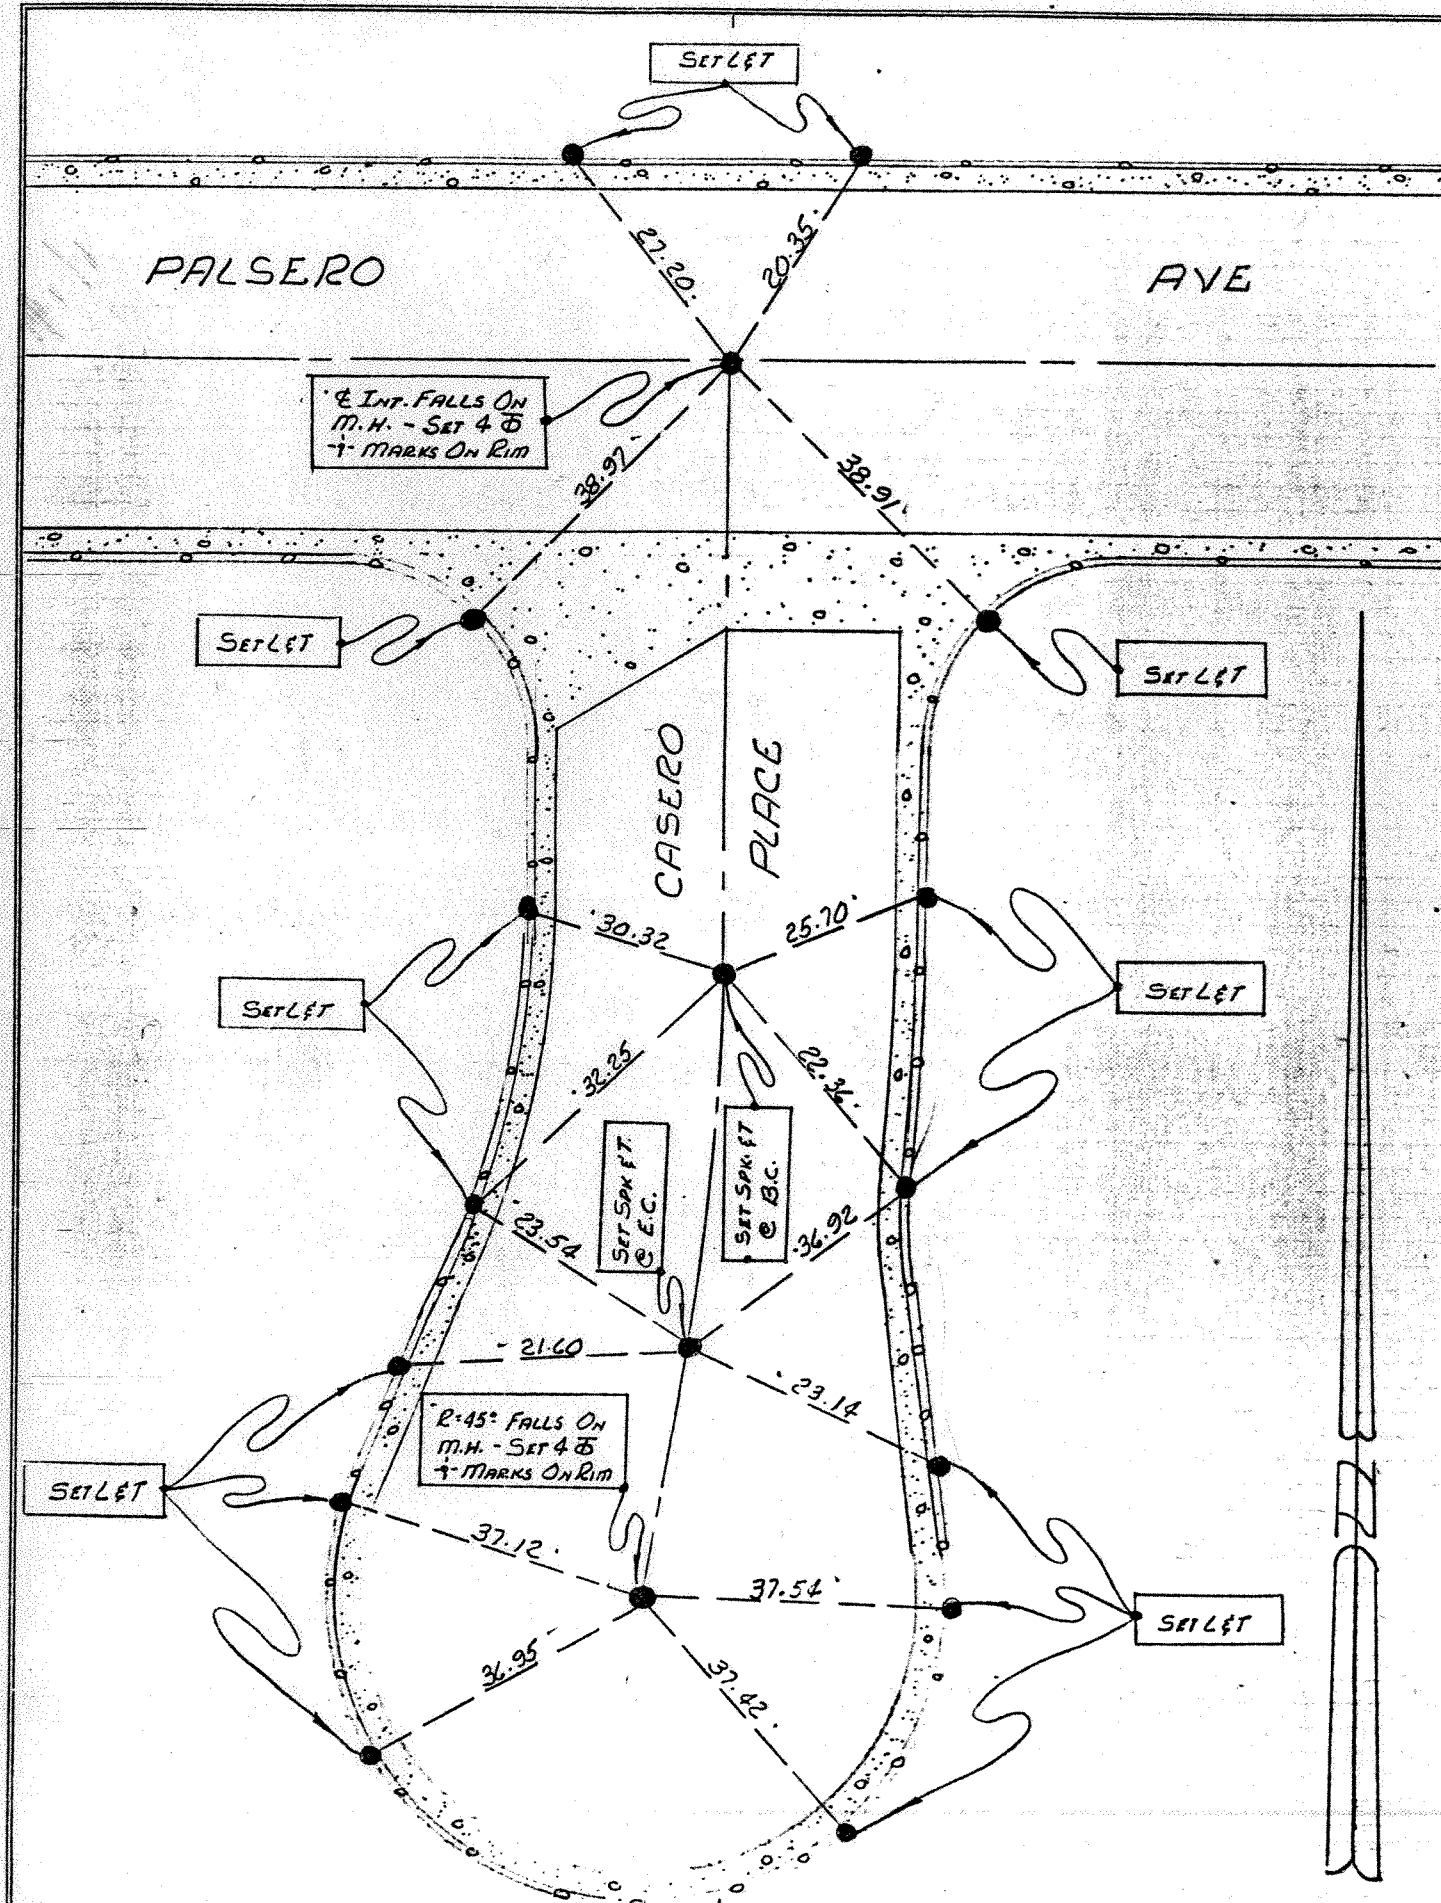 SET L&T
27.20
20.35
PALSERO AVE
℄ INT. FALLS ON
M.H. - SET 4
MARKS ON RIM
38.97
38.91
SET L&T
SET L&T
CASERO
PLACE
30.32
25.70
SET L&T
SET L&T
32.25
22.36
SET SPK & T.
@ E.C.
SET SPK. & T
@ B.C.
23.54
36.92
21.60
23.14
R=45° FALLS ON
M.H. - SET 4
MARKS ON RIM
SET L&T
N
37.12
37.54
SET L&T
36.95
37.42